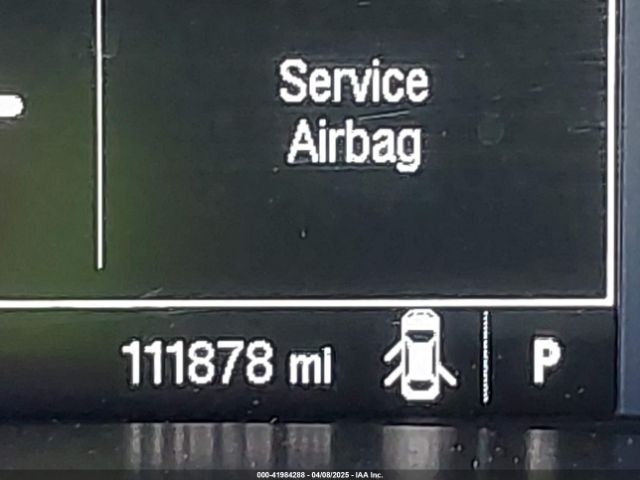 Service
Airbag
111878 mi
P
000-41984288 - 04/08/2025 - IAA Inc.